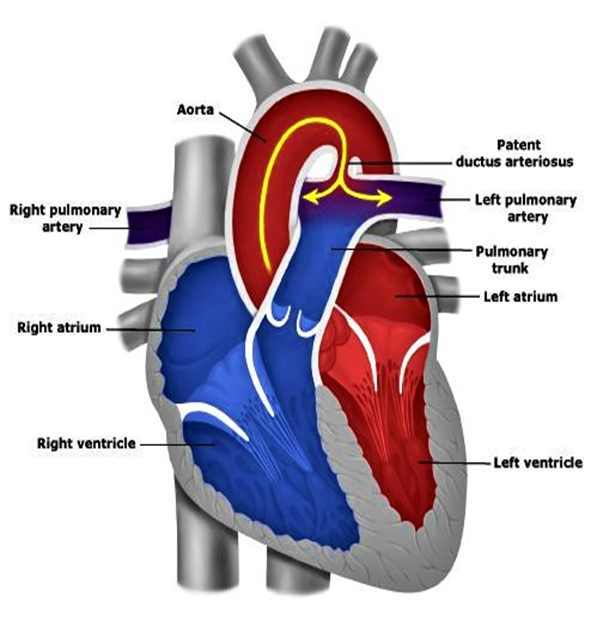 Aorta
Patent
ductus arteriosus
Right pulmonary
artery
Left pulmonary
artery
Pulmonary
trunk
Left atrium
Right atrium
Right ventricle
Left ventricle